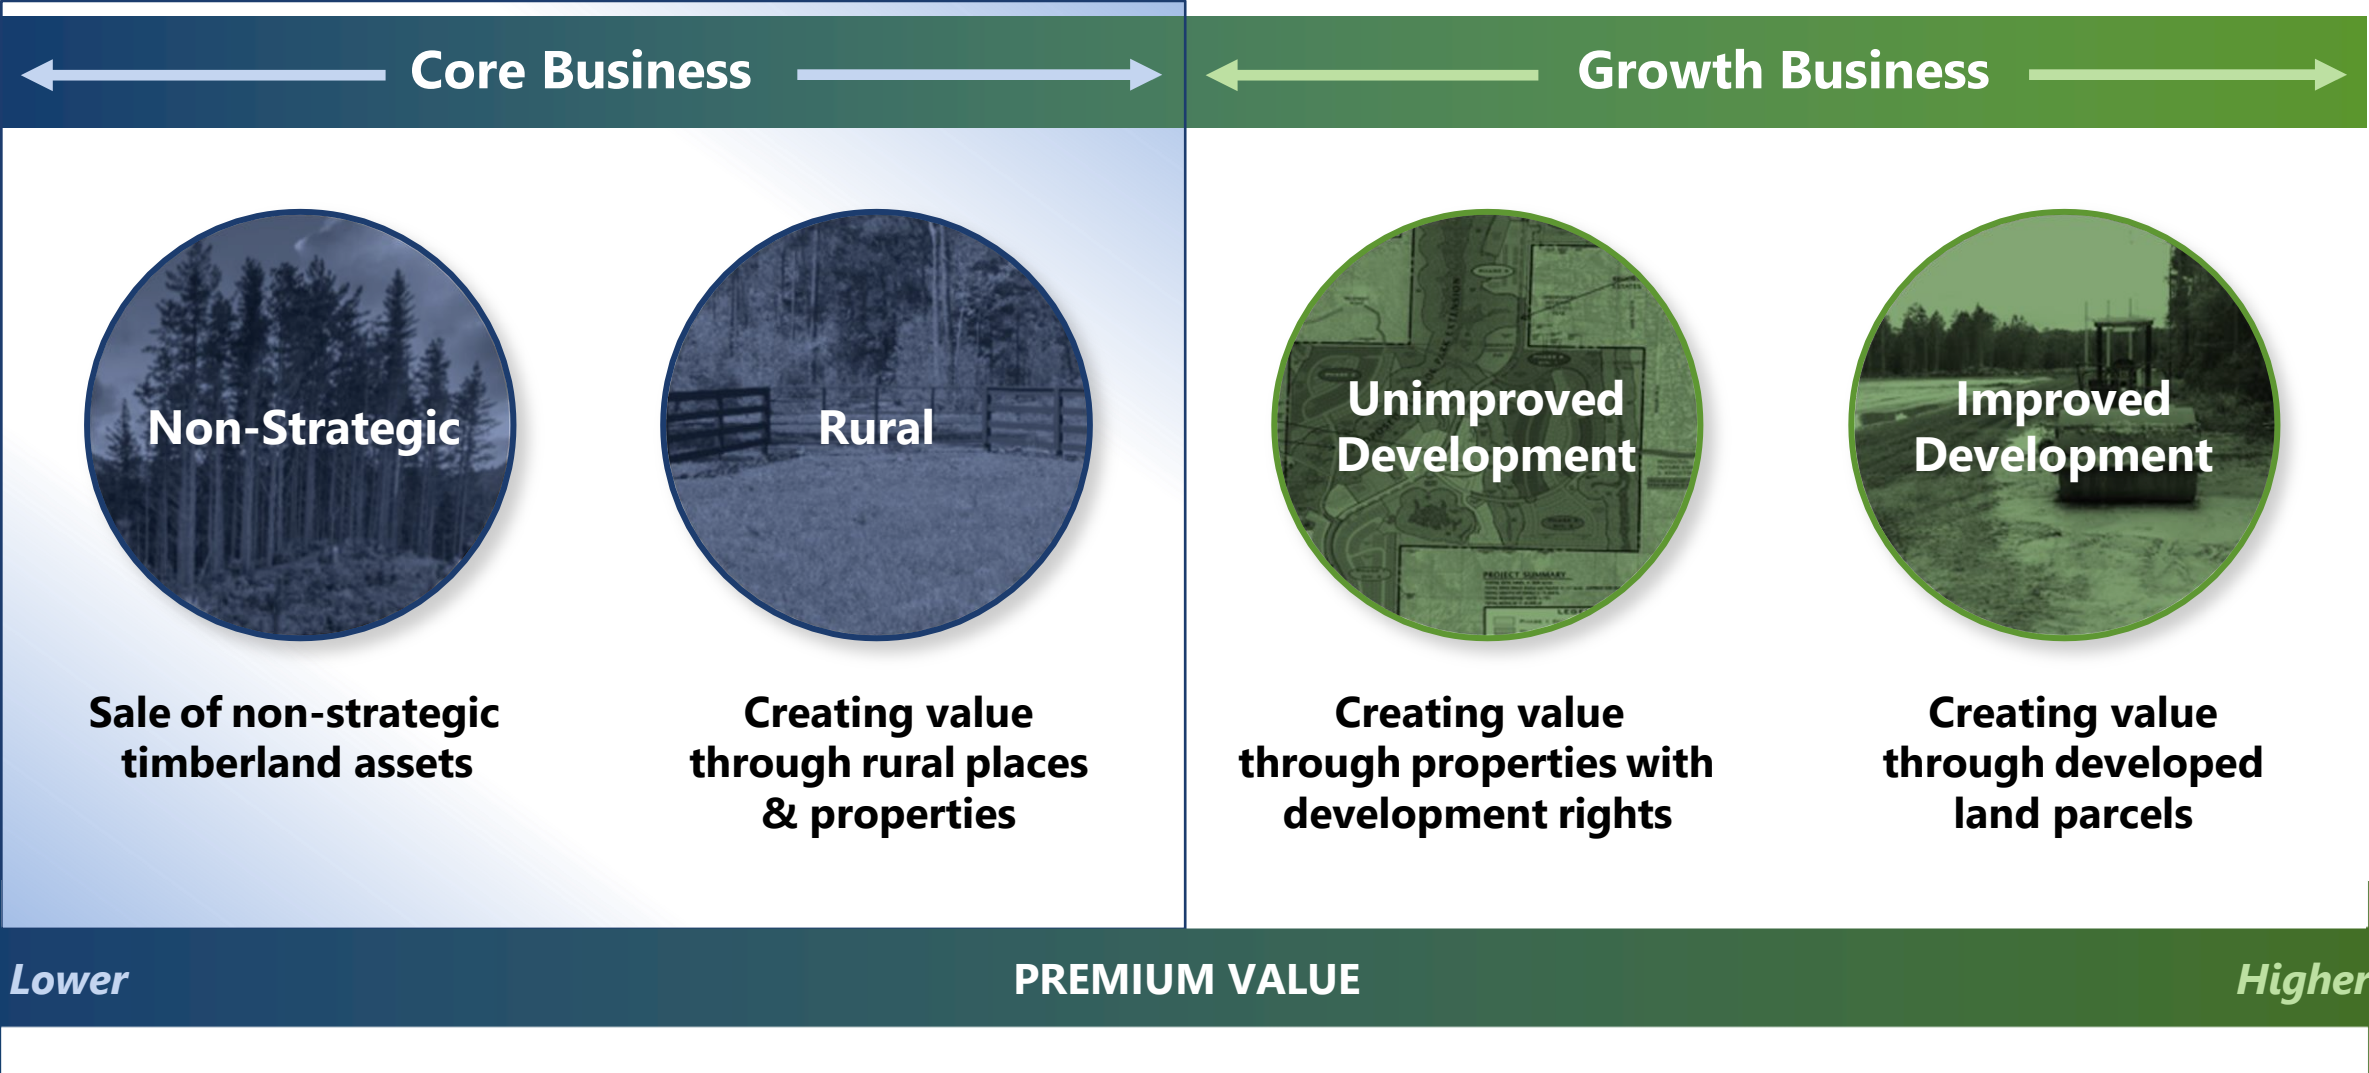 Core Business
Growth Business
Non-Strategic
Rural
Unimproved
Development
Improved
Development
Sale of non-strategic
timberland assets
Creating value
through rural places
& properties
Creating value
through properties with
development rights
Creating value
through developed
land parcels
PROJECT SUMMARY
Lower
PREMIUM VALUE
Higher